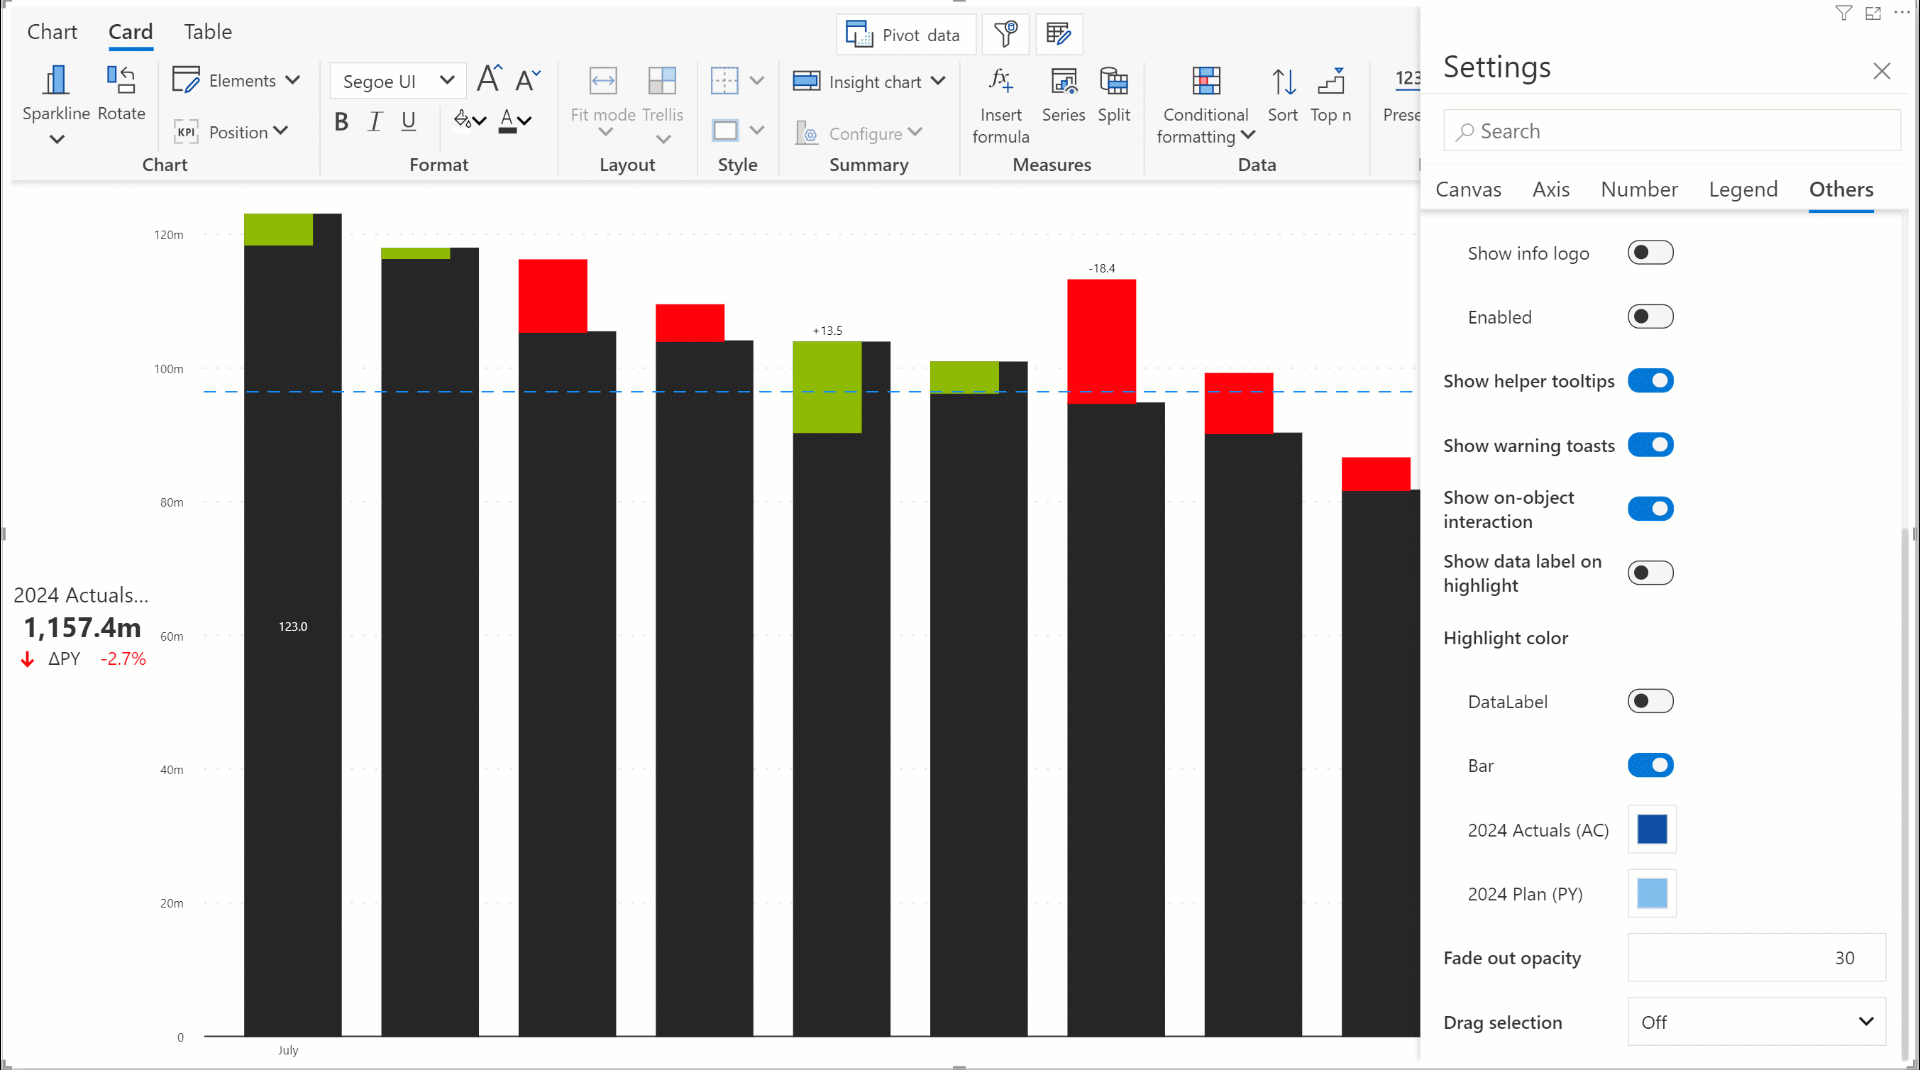 Chart Card Table
Pivot data
Sparkline Rotate
Elements
KPI Position
Chart
Segoe UI A A
B I U A
Format
Fit mode Trellis
Layout
Style
Insight chart
Configure
Summary
fx Insert formula
Series Split
Measures
Conditional formatting
Sort Top n
Data
123
Prese
120m
100m
80m
60m
40m
20m
0
+13.5
-18.4
123.0
July
2024 Actuals...
1,157.4m
ΔPY -2.7%
Settings
Search
Canvas Axis Number Legend Others
Show info logo
Enabled
Show helper tooltips
Show warning toasts
Show on-object
interaction
Show data label on
highlight
Highlight color
DataLabel
Bar
2024 Actuals (AC)
2024 Plan (PY)
Fade out opacity 30
Drag selection Off